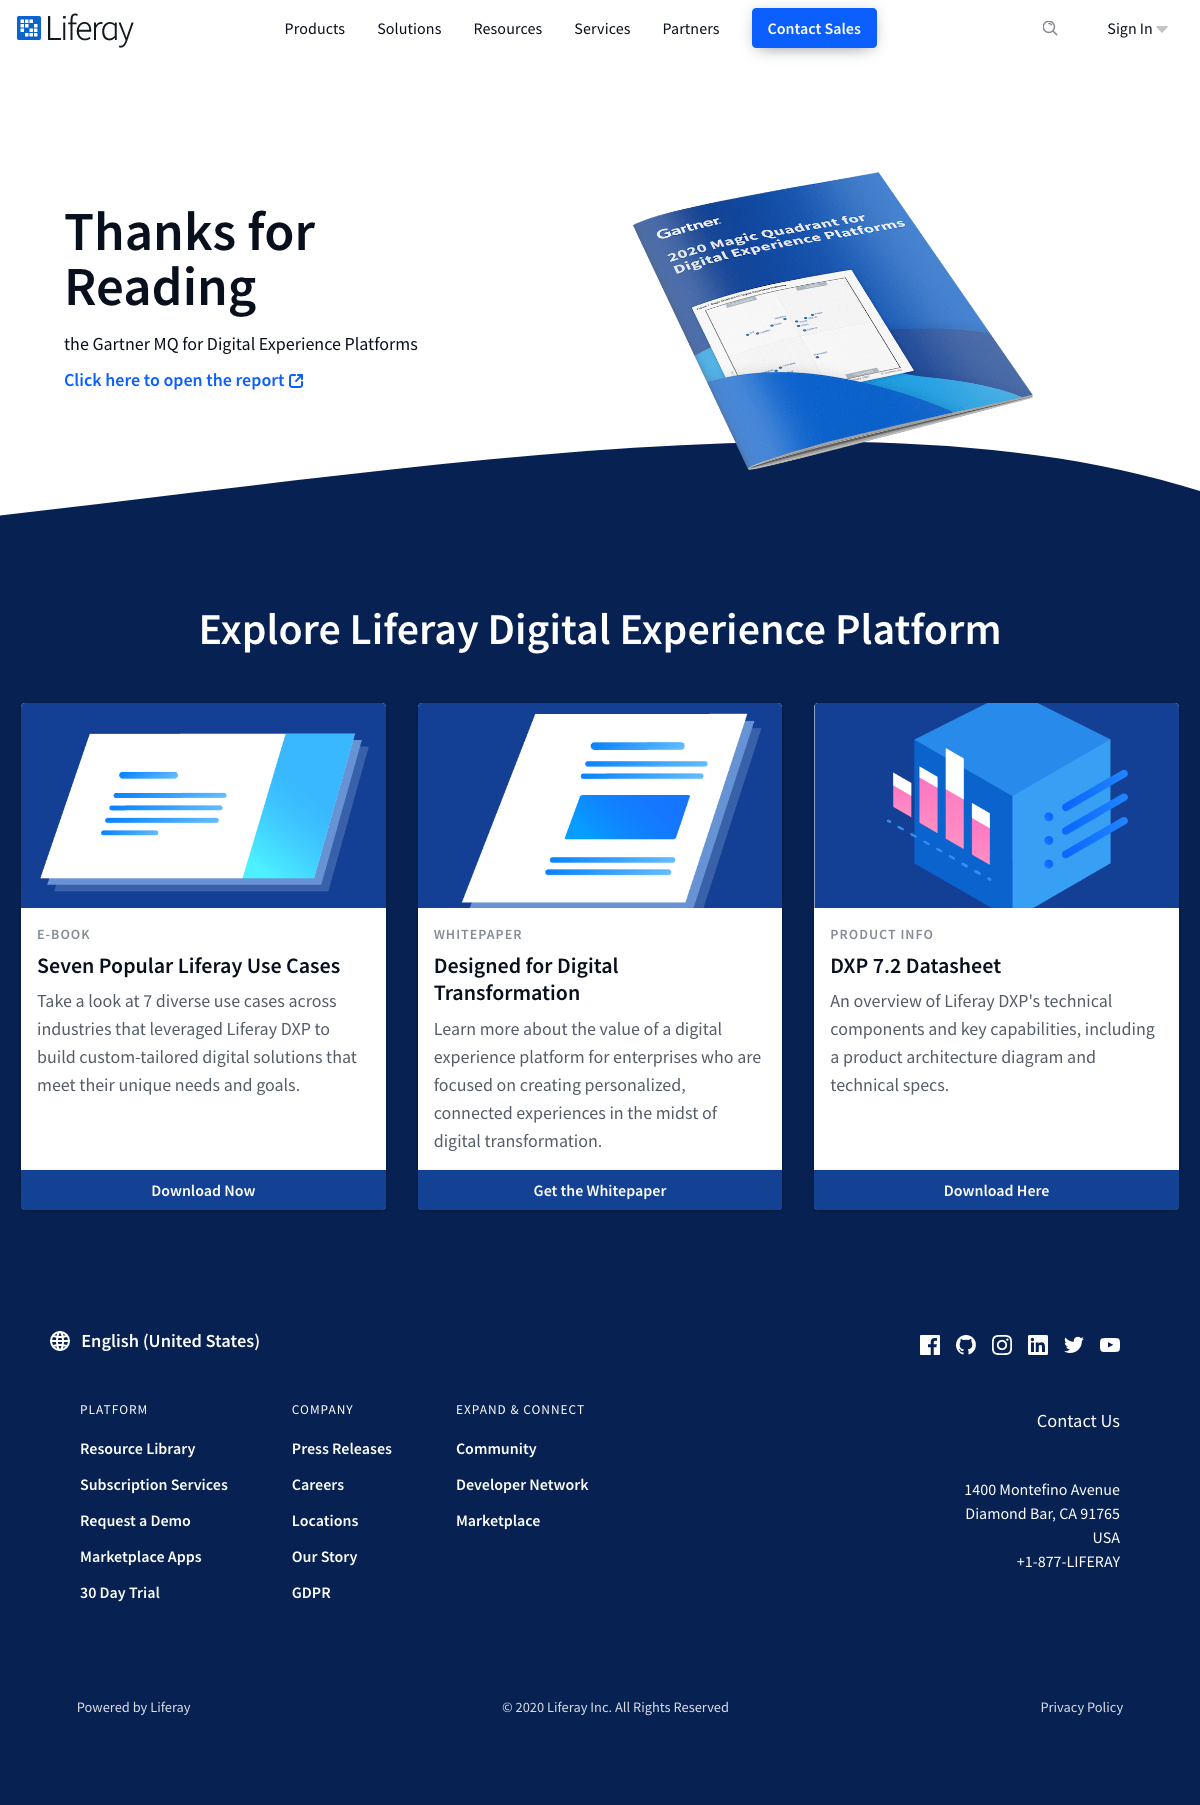 Liferay
Products
Solutions
Resources
Services
Partners
Contact Sales
Sign In
Thanks for
Reading
the Gartner MQ for Digital Experience Platforms
Click here to open the report
Gartner
2020 Magic Quadrant for
Digital Experience Platforms
Explore Liferay Digital Experience Platform
E-BOOK
Seven Popular Liferay Use Cases
Take a look at 7 diverse use cases across
industries that leveraged Liferay DXP to
build custom-tailored digital solutions that
meet their unique needs and goals.
Download Now
WHITEPAPER
Designed for Digital
Transformation
Learn more about the value of a digital
experience platform for enterprises who are
focused on creating personalized,
connected experiences in the midst of
digital transformation.
Get the Whitepaper
PRODUCT INFO
DXP 7.2 Datasheet
An overview of Liferay DXP's technical
components and key capabilities, including
a product architecture diagram and
technical specs.
Download Here
English (United States)
PLATFORM
Resource Library
Subscription Services
Request a Demo
Marketplace Apps
30 Day Trial
COMPANY
Press Releases
Careers
Locations
Our Story
GDPR
EXPAND & CONNECT
Community
Developer Network
Marketplace
Contact Us
1400 Montefino Avenue
Diamond Bar, CA 91765
USA
+1-877-LIFERAY
Powered by Liferay
© 2020 Liferay Inc. All Rights Reserved
Privacy Policy